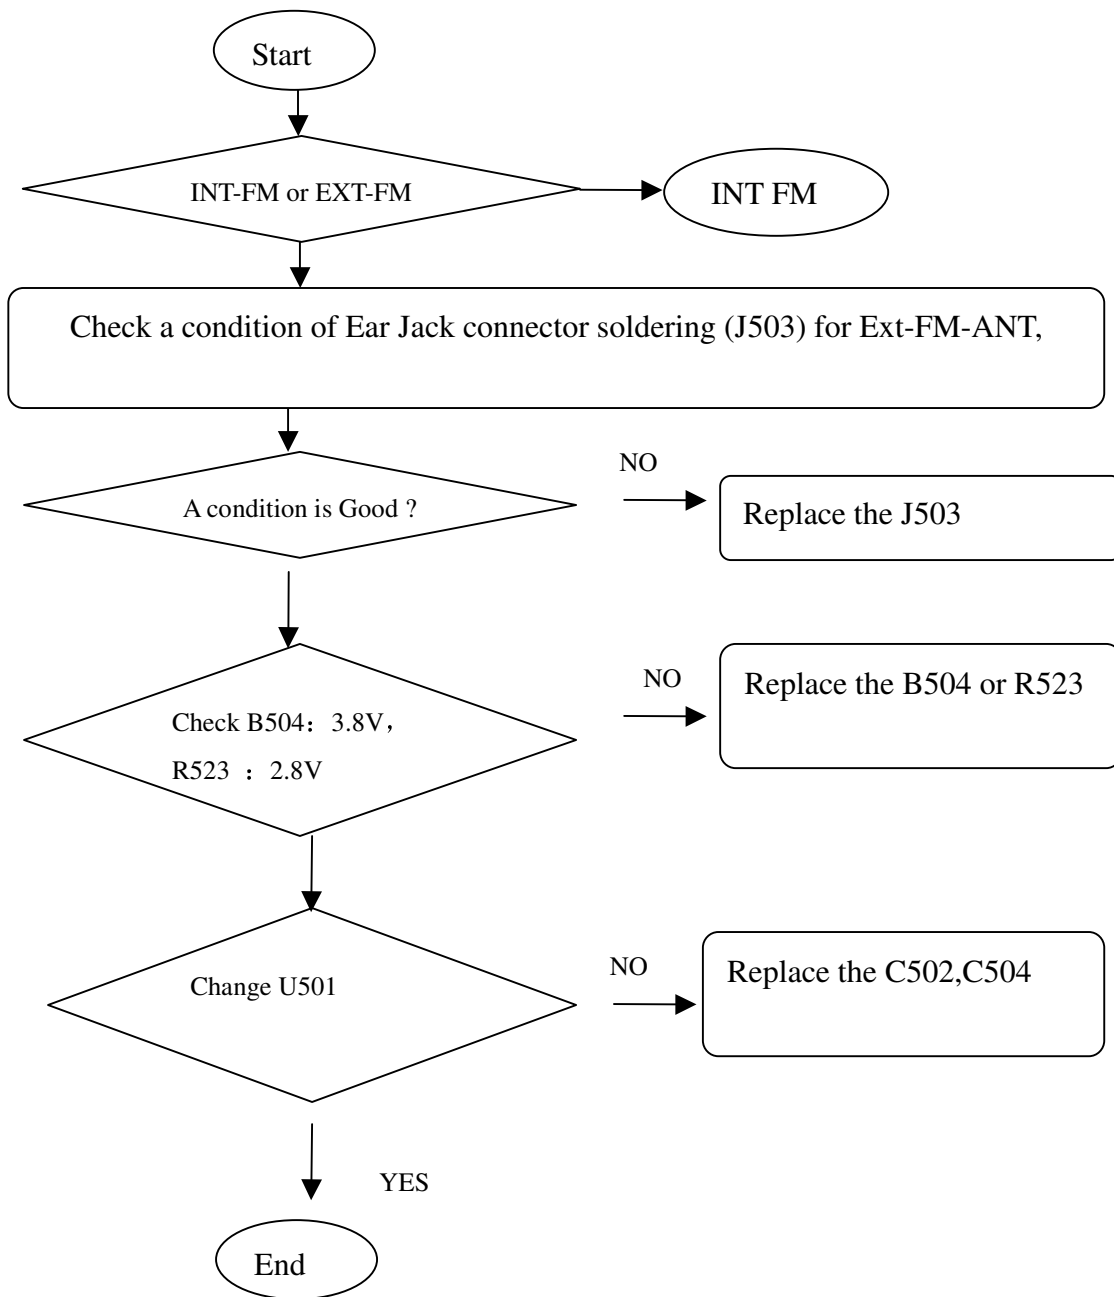 Start
INT-FM or EXT-FM
INT FM
Check a condition of Ear Jack connector soldering (J503) for Ext-FM-ANT,
NO
A condition is Good ?
Replace the J503
NO
Replace the B504 or R523
Check B504：3.8V，
R523 ：2.8V
NO
Replace the C502,C504
Change U501
YES
End